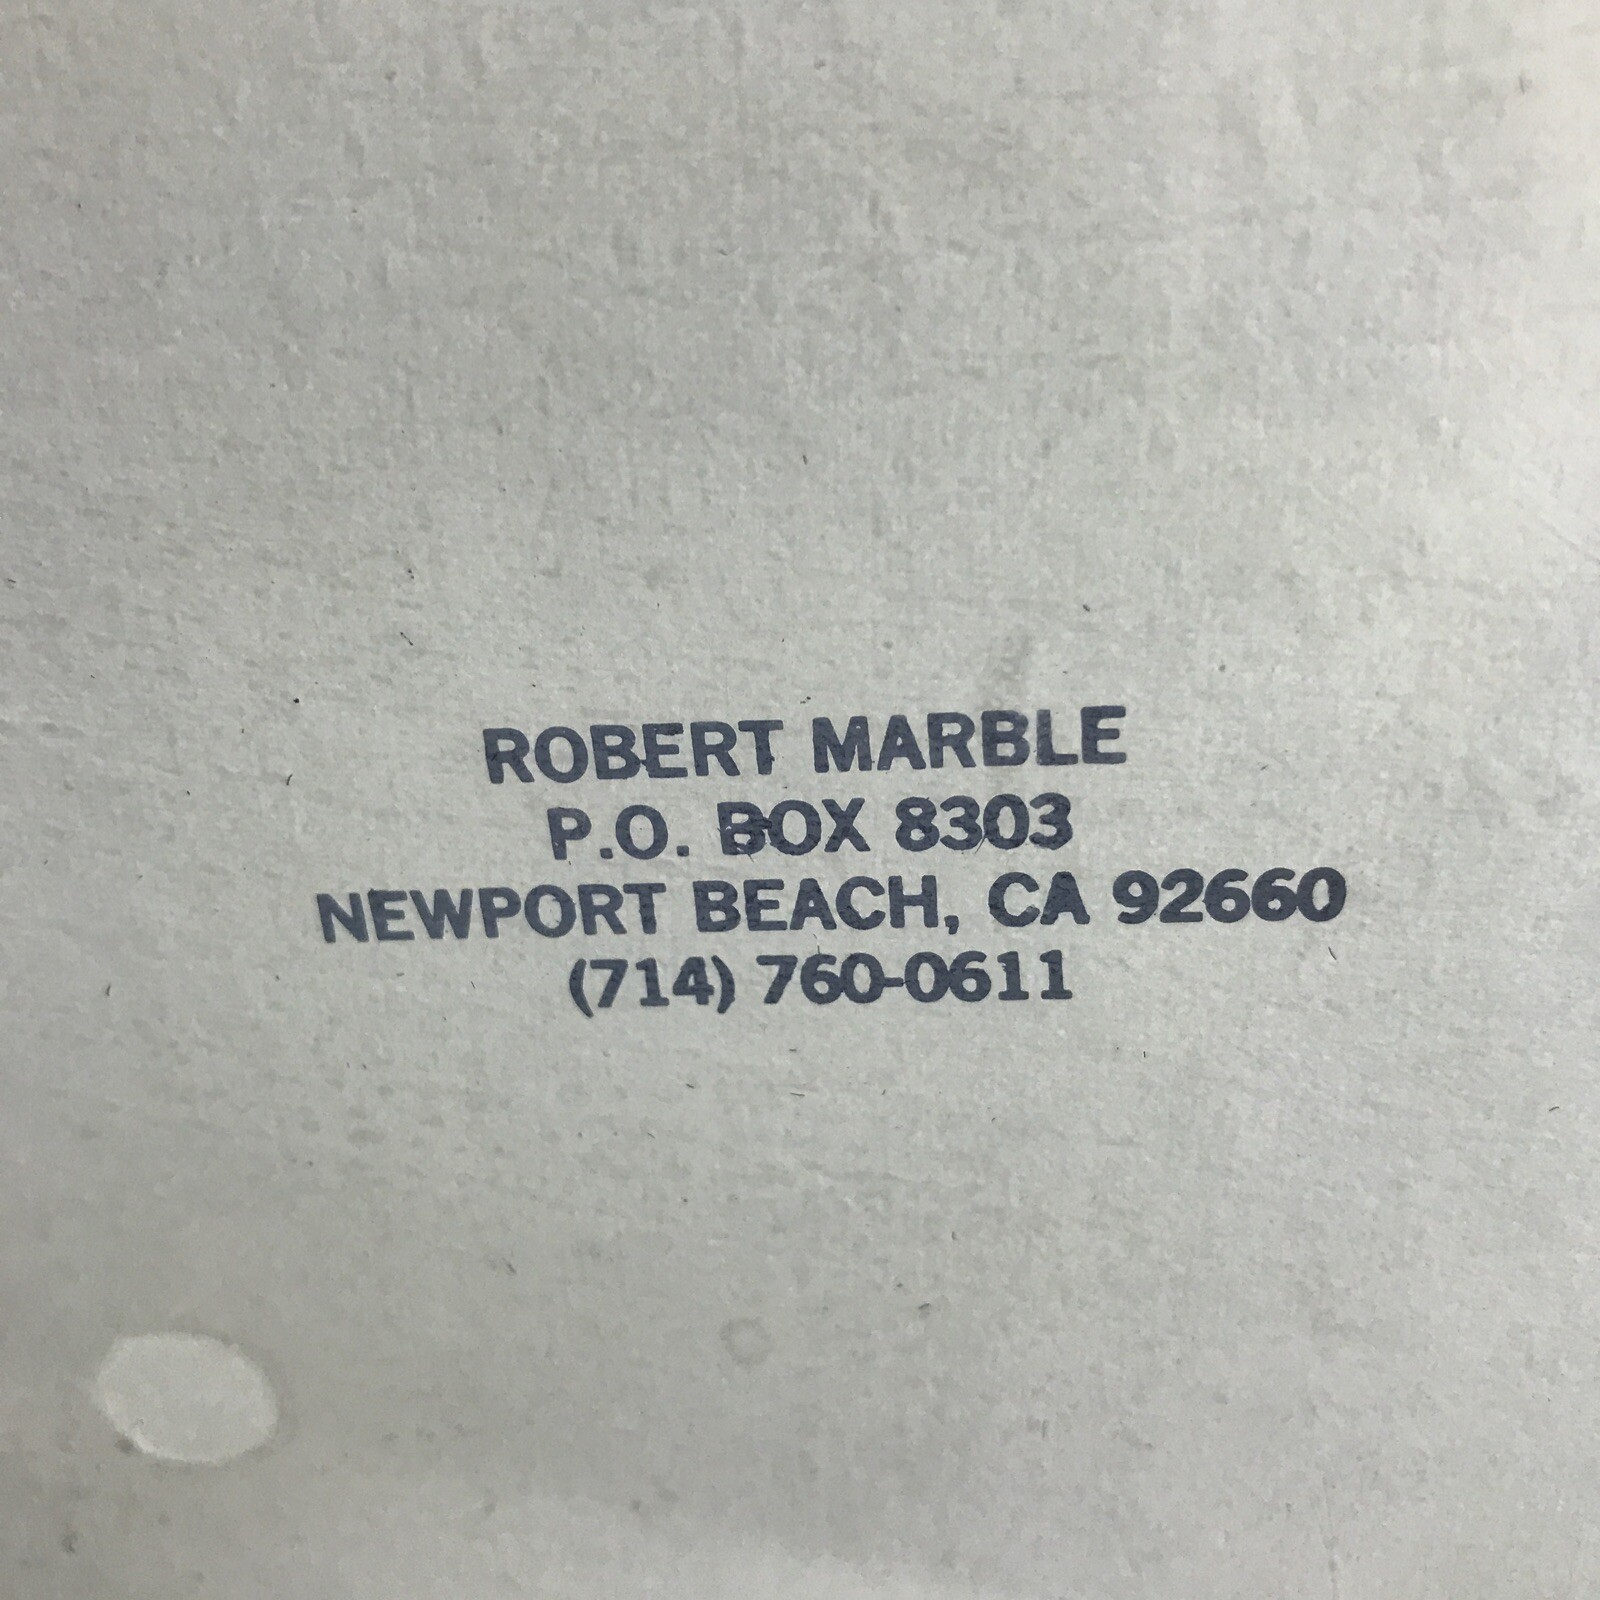 ROBERT MARBLE
P.O. BOX 8303
NEWPORT BEACH, CA 92660
(714) 760-0611